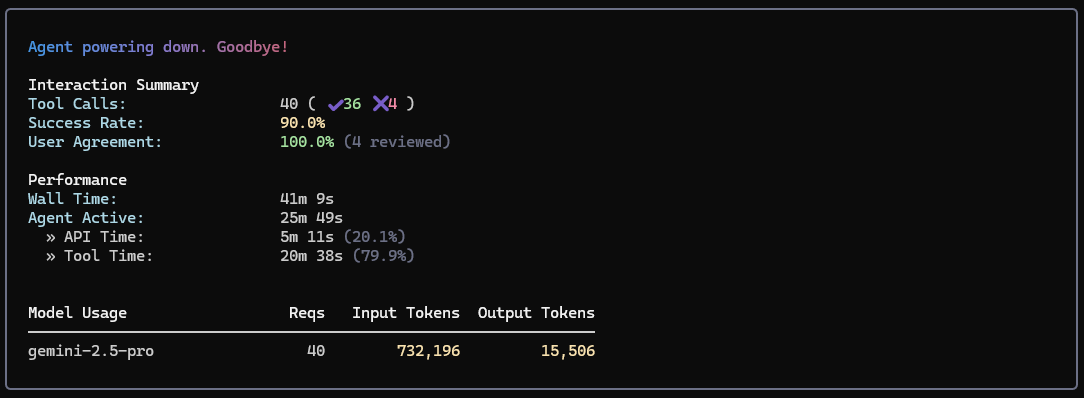 Agent powering down. Goodbye!
Interaction Summary
Tool Calls: 40 ( ✔36 ✖4 )
Success Rate: 90.0%
User Agreement: 100.0% (4 reviewed)
Performance
Wall Time: 41m 9s
Agent Active: 25m 49s
» API Time: 5m 11s (20.1%)
» Tool Time: 20m 38s (79.9%)
Model Usage Reqs Input Tokens Output Tokens
gemini-2.5-pro 40 732,196 15,506